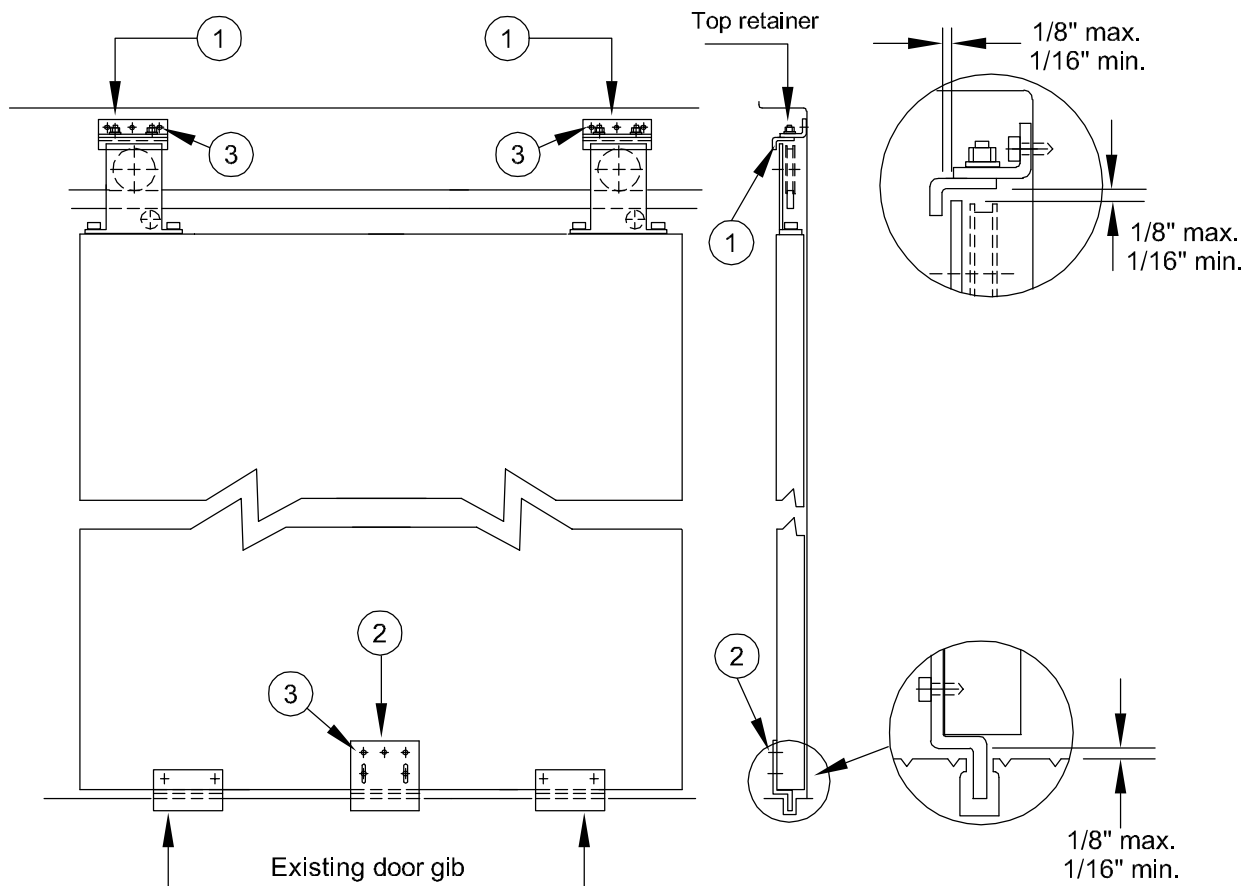 1
1
Top retainer
1/8" max.
1/16" min.
3
3
1
1/8" max.
1/16" min.
2
2
3
1/8" max.
1/16" min.
Existing door gib